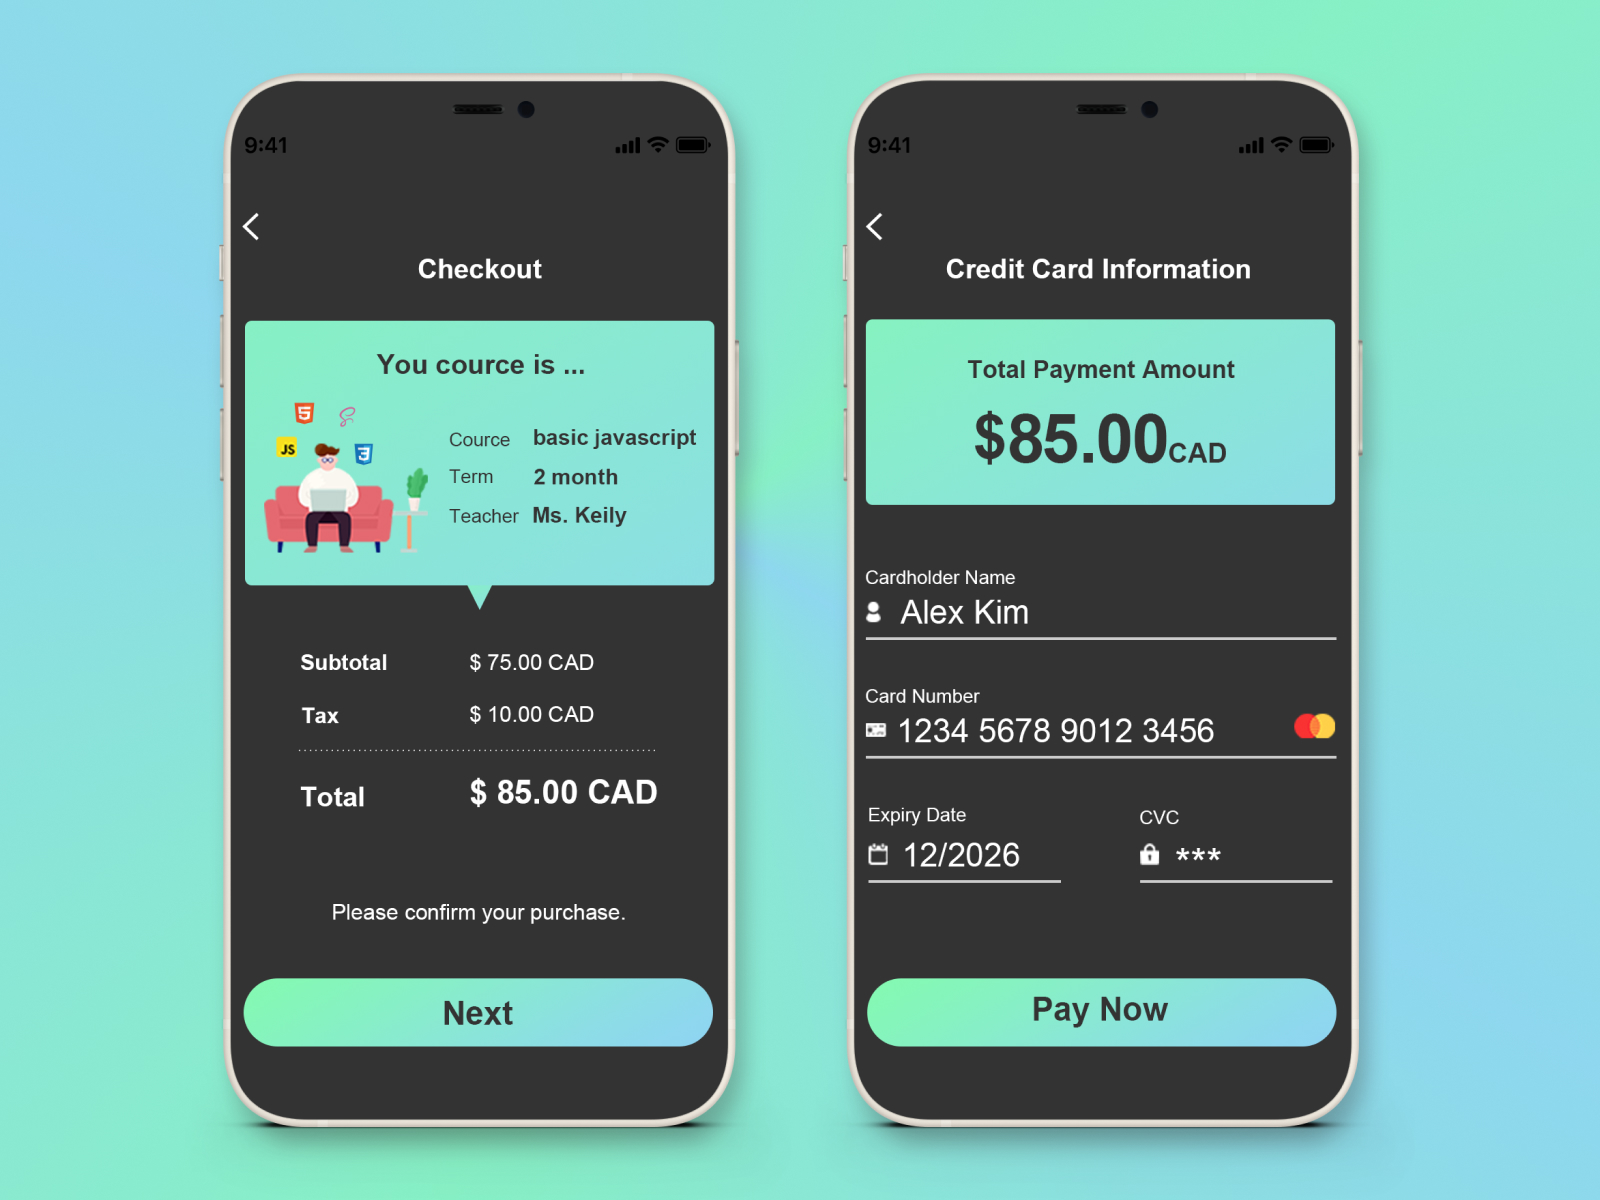 9:41
Checkout
You cource is ...
5
JS
3
Cource basic javascript
Term 2 month
Teacher Ms. Keily
Subtotal $ 75.00 CAD
Tax $ 10.00 CAD
Total $ 85.00 CAD
Please confirm your purchase.
Next
9:41
Credit Card Information
Total Payment Amount
$85.00CAD
Cardholder Name
Alex Kim
Card Number
1234 5678 9012 3456
Expiry Date CVC
12/2026 ***
Pay Now